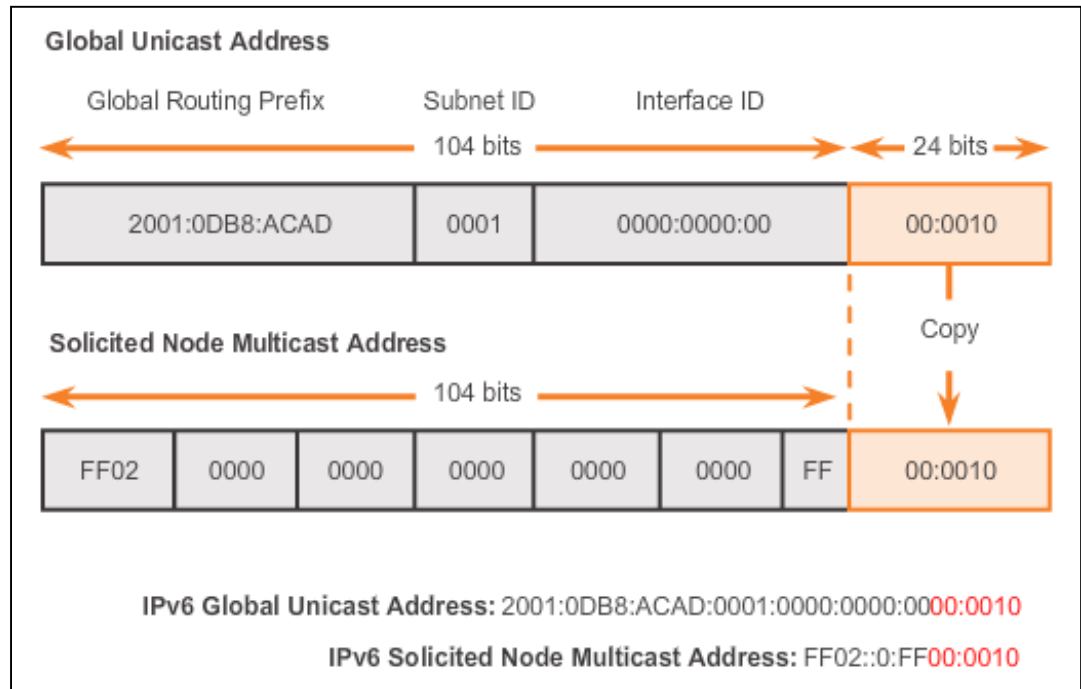 Global Unicast Address
Global Routing Prefix Subnet ID Interface ID
104 bits 24 bits
2001:0DB8:ACAD 0001 0000:0000:00 00:0010
Copy
Solicited Node Multicast Address
104 bits
FF02 0000 0000 0000 0000 0000 FF 00:0010
IPv6 Global Unicast Address: 2001:0DB8:ACAD:0001:0000:0000:0000:0010
IPv6 Solicited Node Multicast Address: FF02::0:FF00:0010